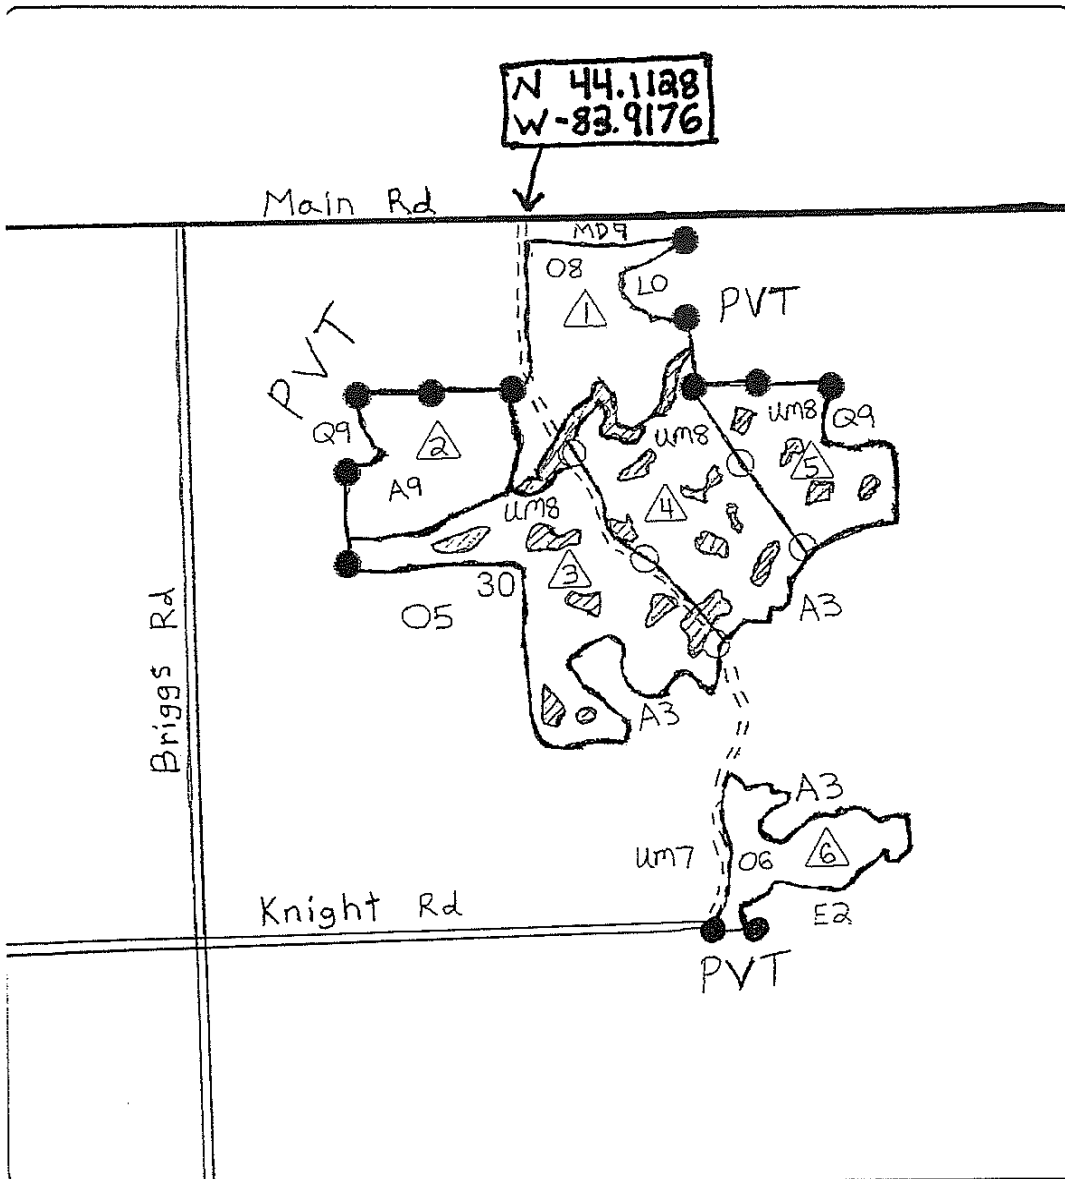 N 44.1128
W-83.9176
Main Rd
MD9
O8
LO
1
PVT
PVT
Q9
2
A9
um8
um8
um8
Q9
5
4
3
30
O5
A3
A3
Briggs Rd
A3
um7
O6
6
E2
Knight Rd
PVT